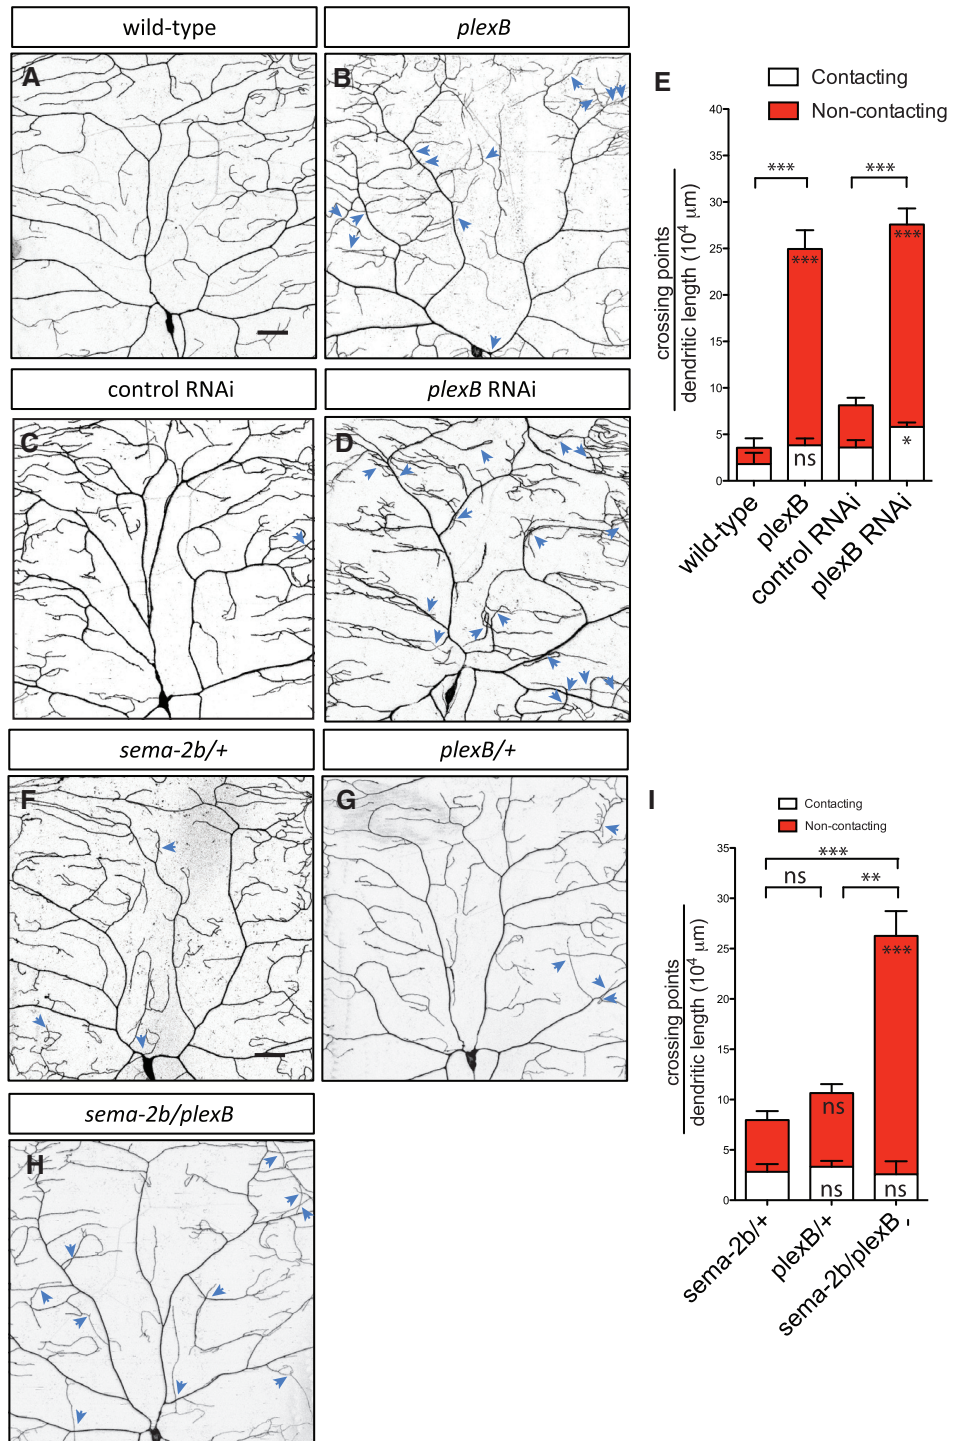 wild-type
plexB
A
B
E
Contacting
Non-contacting
40
35
30
25
20
15
10
5
0
crossing points
dendritic length (10⁴ μm)
***
***
***
***
ns
*
wild-type
plexB
control RNAi
plexB RNAi
control RNAi
plexB RNAi
C
D
sema-2b/+
plexB/+
F
G
I
Contacting
Non-contacting
35
30
25
20
15
10
5
0
crossing points
dendritic length (10⁴ μm)
***
ns
**
***
ns
ns
ns
sema-2b/+
plexB/+
sema-2b/plexB -
sema-2b/plexB
H